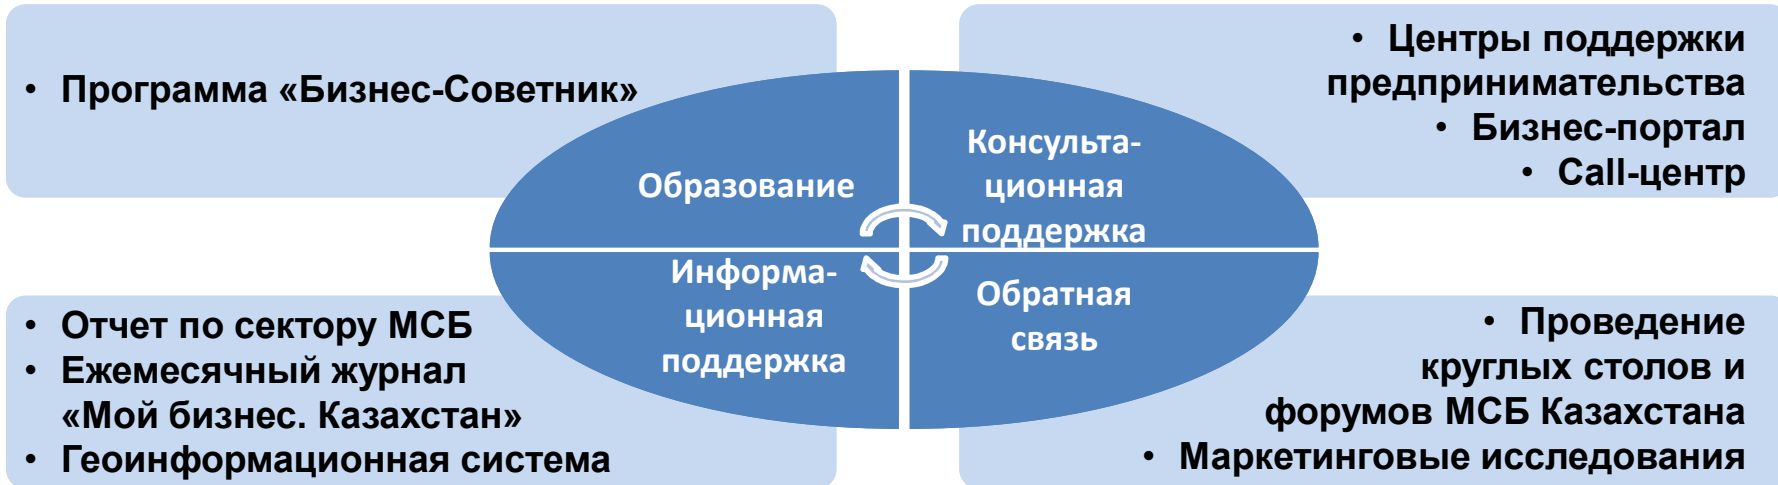 • Программа «Бизнес-Советник»
Образование
• Центры поддержки
предпринимательства
• Бизнес-портал
• Call-центр
Консульта-
ционная
поддержка
• Отчет по сектору МСБ
• Ежемесячный журнал
«Мой бизнес. Казахстан»
• Геоинформационная система
Информа-
ционная
поддержка
Обратная
связь
• Проведение
круглых столов и
форумов МСБ Казахстана
• Маркетинговые исследования